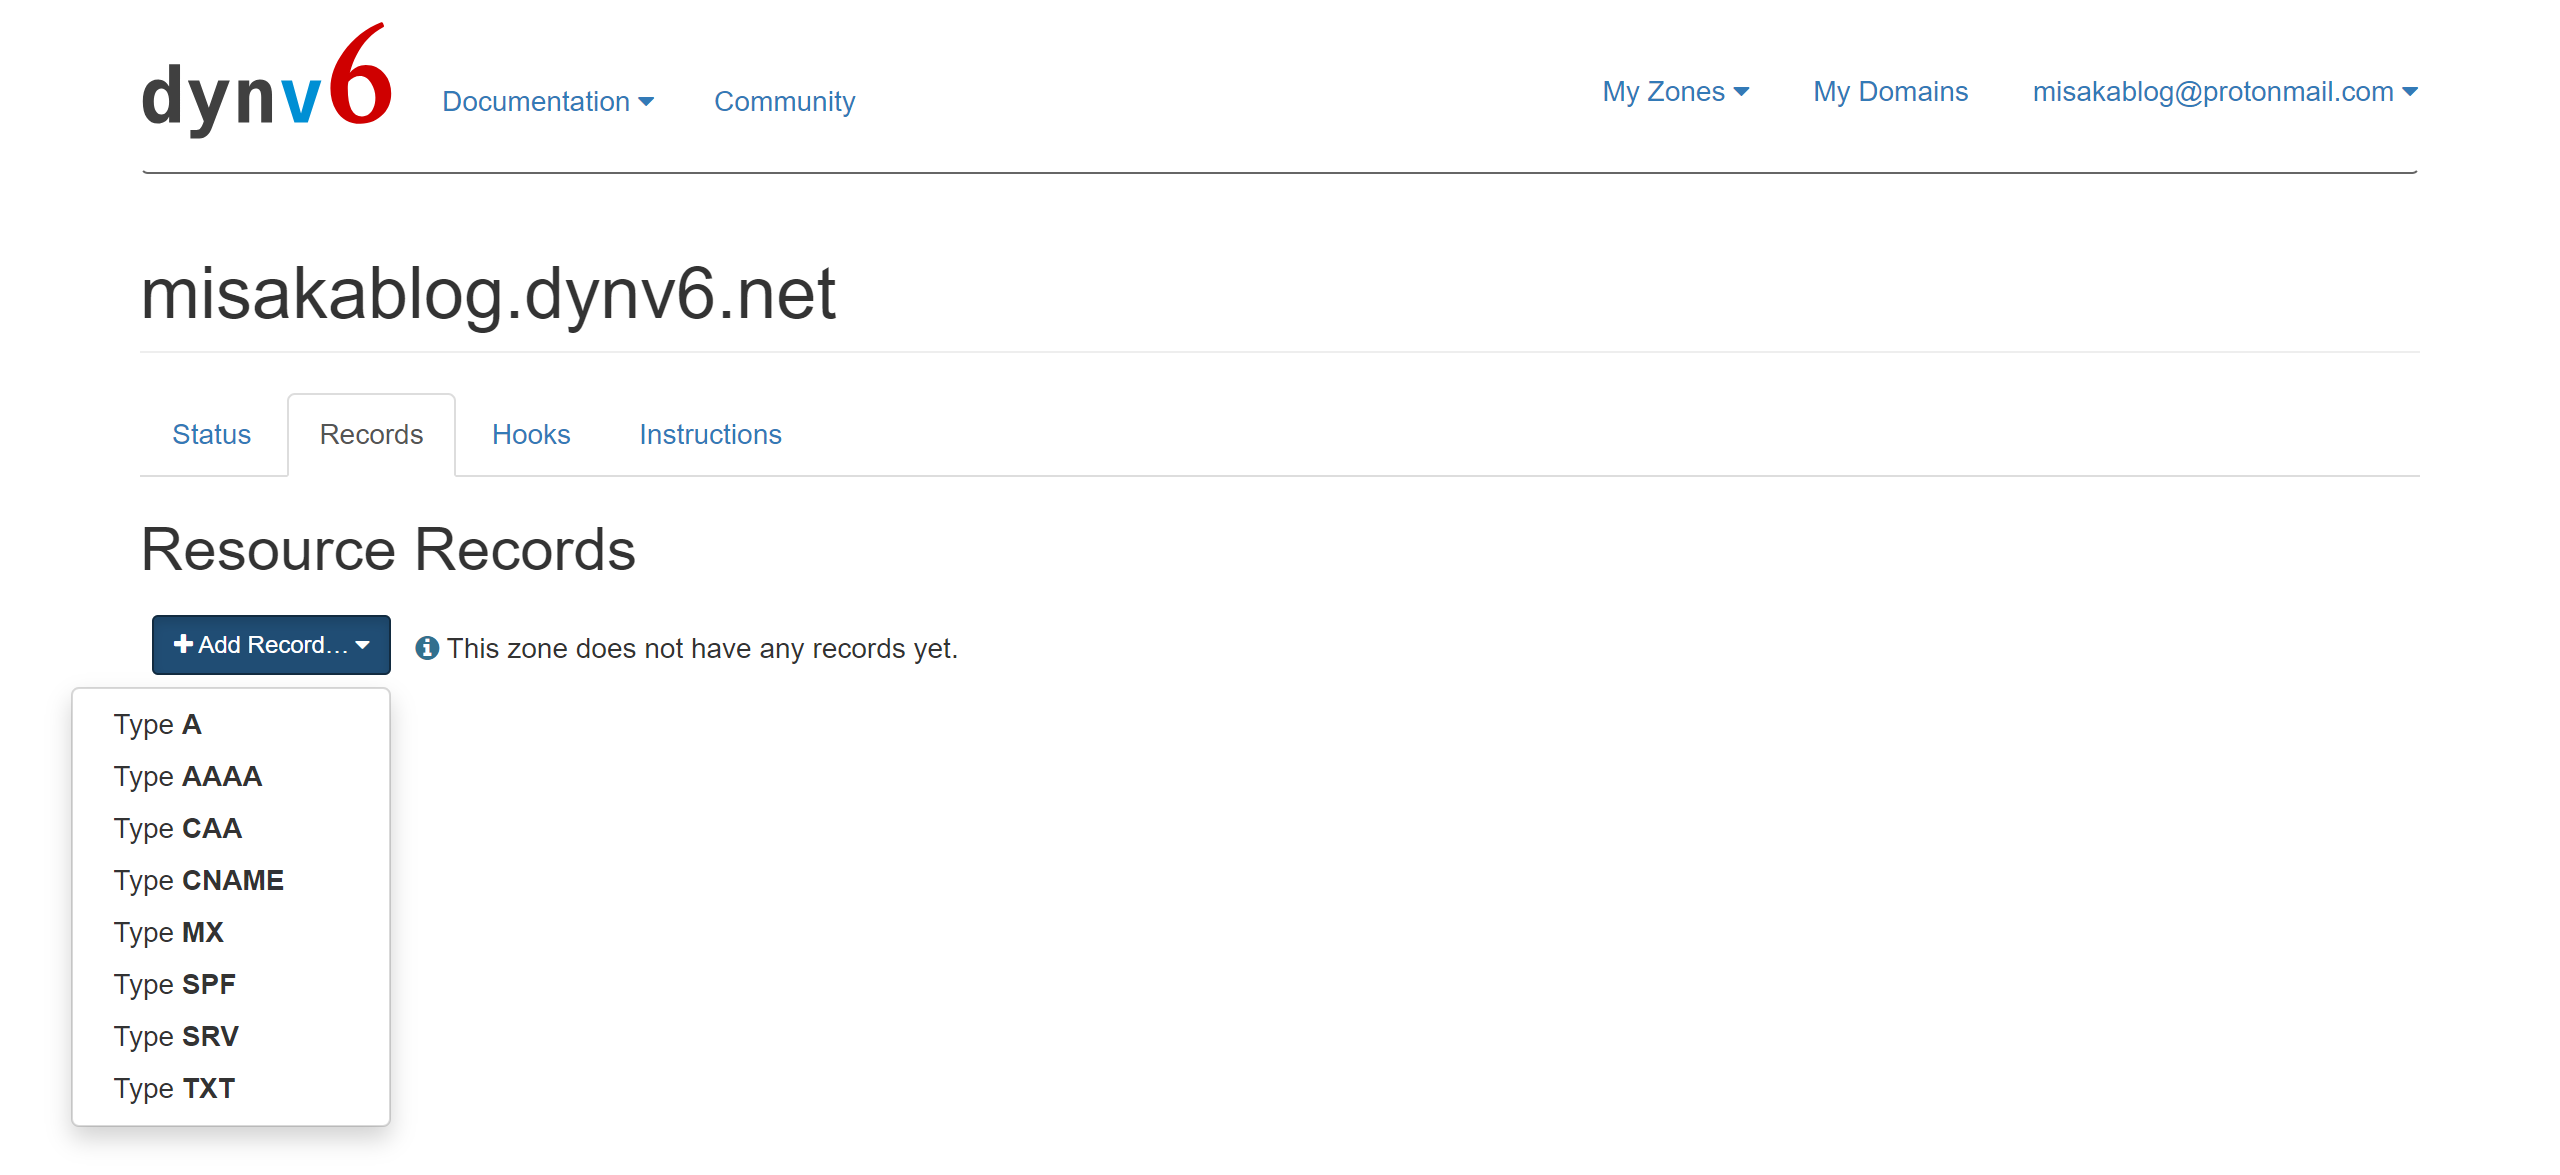 dynv6 Documentation Community My Zones My Domains misakablog@protonmail.com
misakablog.dynv6.net
Status Records Hooks Instructions
Resource Records
Add Record... This zone does not have any records yet.
Type A
Type AAAA
Type CAA
Type CNAME
Type MX
Type SPF
Type SRV
Type TXT